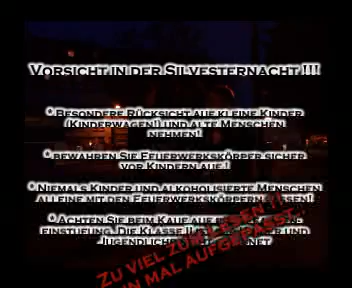 Vorsicht in der Silvesternacht !!!
* Besondere Rücksicht auf kleine Kinder
(Kinderwagen!) und alte Menschen
nehmen!
* bewahren Sie Feuerwerkskörper sicher
vor Kindern auf !
* Niemals Kinder und alkoholisierte Menschen
alleine mit den Feuerwerkskörpern lassen!
* Achten Sie beim Kauf auf
einstufung. Die Klasse II und
Jugendliche
Zu viel zum lesen !!!
mal aufgepasst